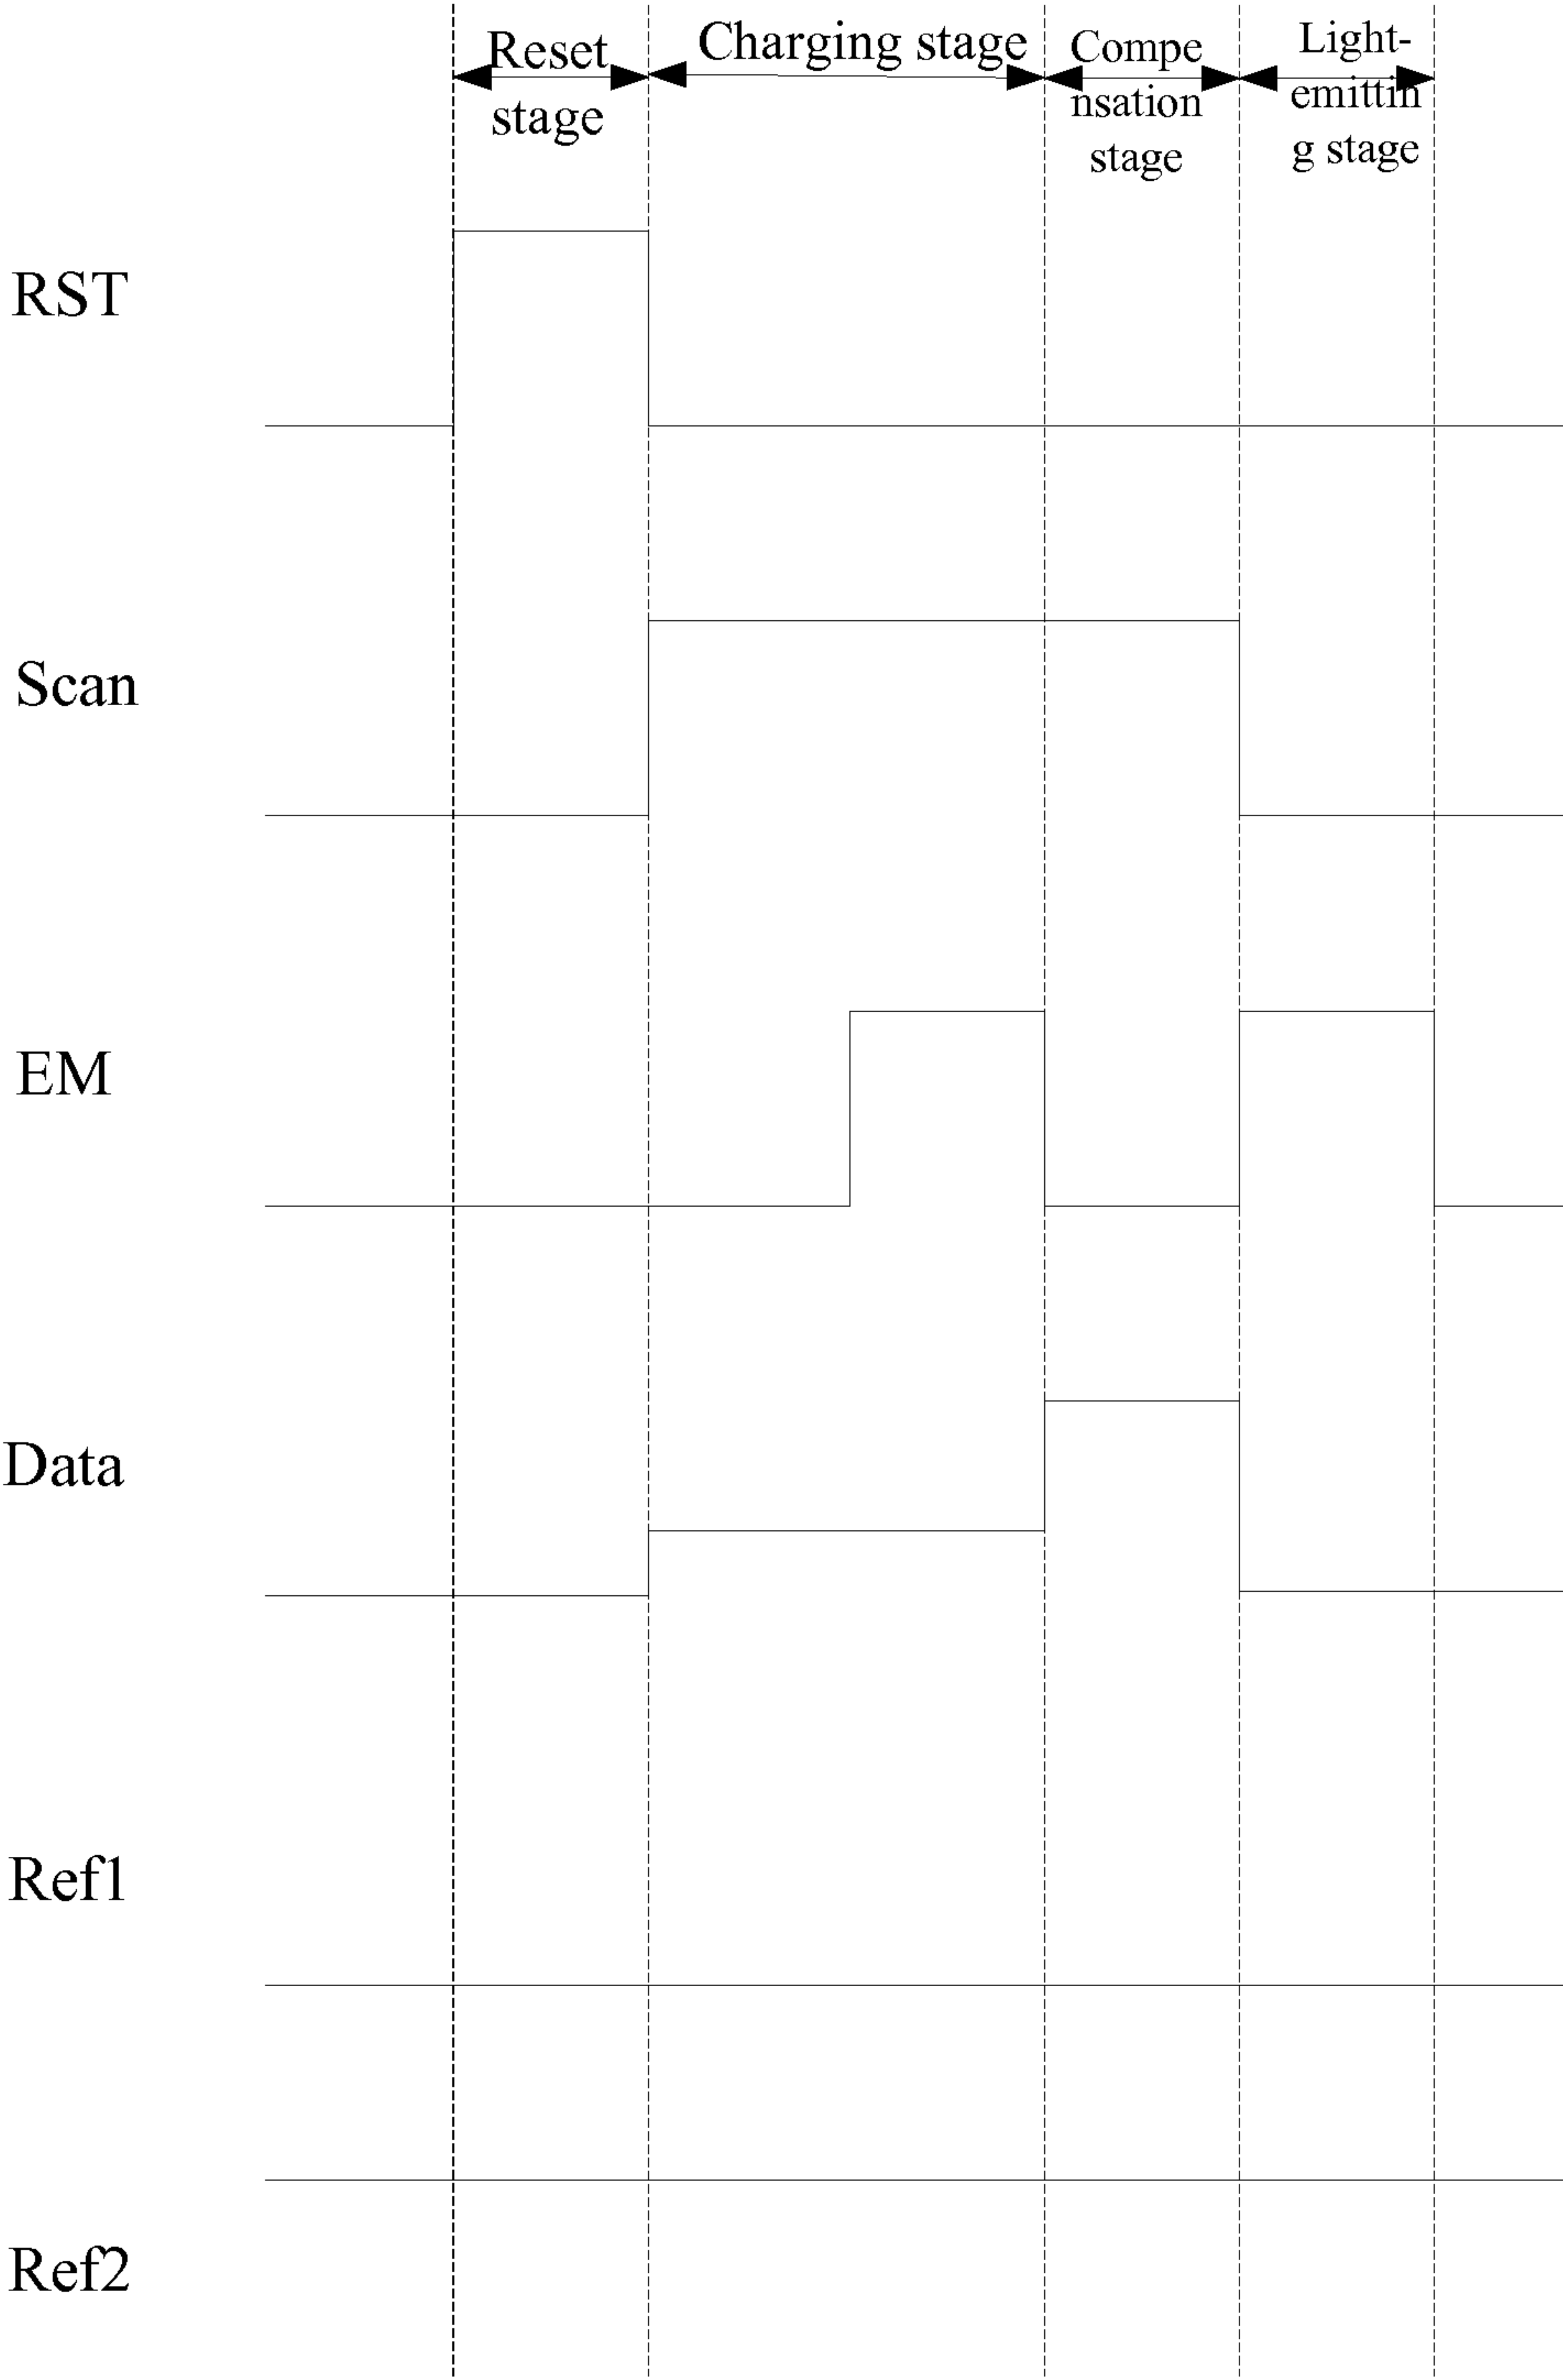 Reset
stage
Charging stage
Compe
nsation
stage
Light-
emittin
g stage
RST
Scan
EM
Data
Ref1
Ref2